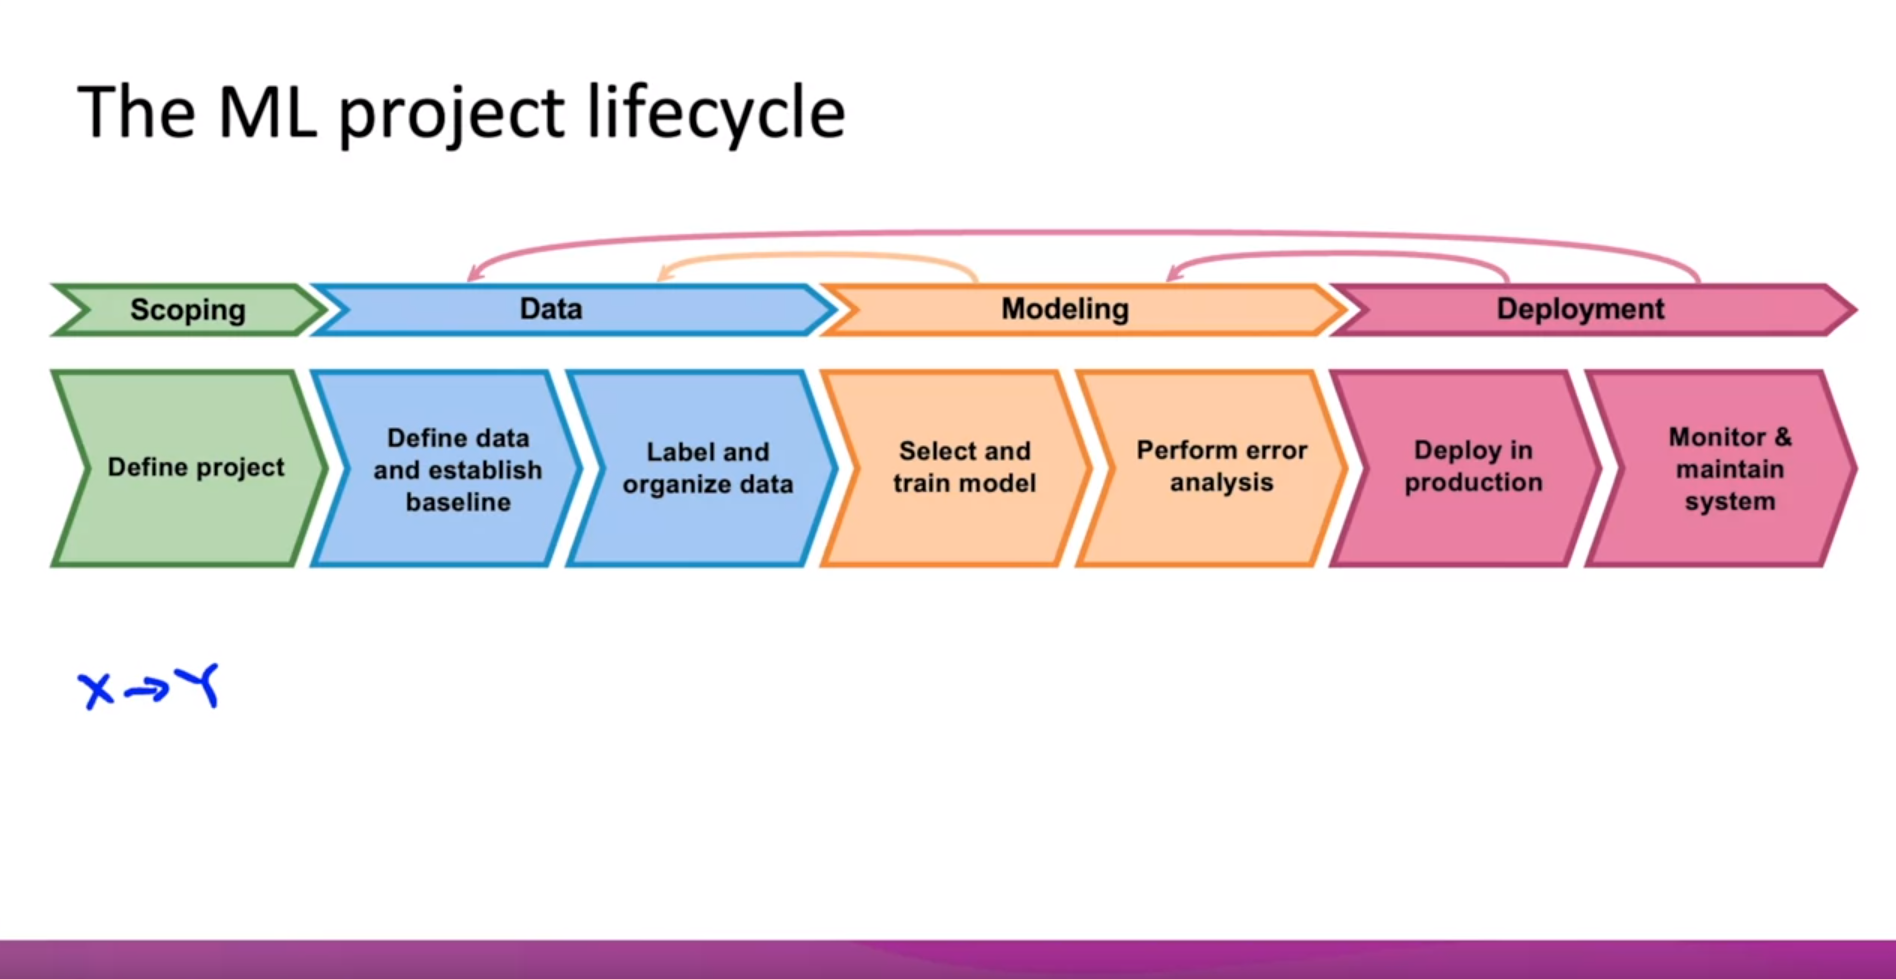 The ML project lifecycle
Scoping
Data
Modeling
Deployment
Define project
Define data
and establish
baseline
Label and
organize data
Select and
train model
Perform error
analysis
Deploy in
production
Monitor &
maintain
system
X→Y